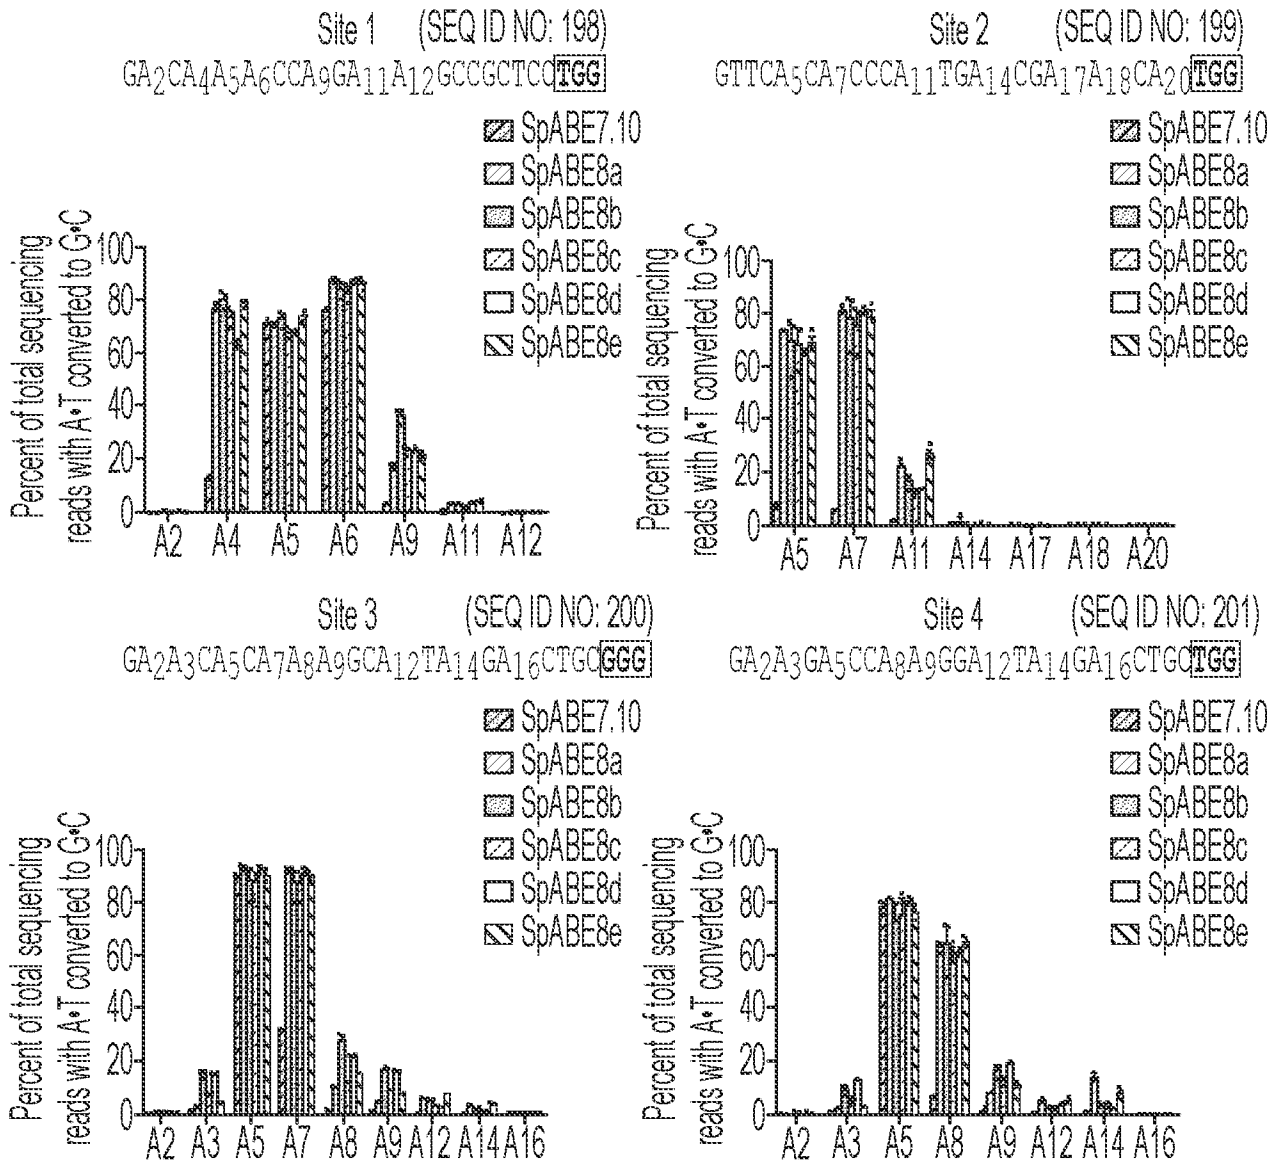 Site 1 (SEQ ID NO: 198)
GA2CA4A5A6CCA9GA11A12GCCGCTCCTGG
SpABE7.10
SpABE8a
SpABE8b
SpABE8c
SpABE8d
SpABE8e
Percent of total sequencing
reads with A•T converted to G•C
100
80
60
40
20
0
A2 A4 A5 A6 A9 A11 A12
Site 2 (SEQ ID NO: 199)
GTTCA5CA7CCCA11TGA14CGA17A18CA20TGG
SpABE7.10
SpABE8a
SpABE8b
SpABE8c
SpABE8d
SpABE8e
Percent of total sequencing
reads with A•T converted to G•C
100
80
60
40
20
0
A5 A7 A11 A14 A17 A18 A20
Site 3 (SEQ ID NO: 200)
GA2A3CA5CA7A8A9GCA12TA14GA16CTGCGGG
SpABE7.10
SpABE8a
SpABE8b
SpABE8c
SpABE8d
SpABE8e
Percent of total sequencing
reads with A•T converted to G•C
100
80
60
40
20
0
A2 A3 A5 A7 A8 A9 A12 A14 A16
Site 4 (SEQ ID NO: 201)
GA2A3GA5CCA8A9GGA12TA14GA16CTGCTGG
SpABE7.10
SpABE8a
SpABE8b
SpABE8c
SpABE8d
SpABE8e
Percent of total sequencing
reads with A•T converted to G•C
100
80
60
40
20
0
A2 A3 A5 A8 A9 A12 A14 A16